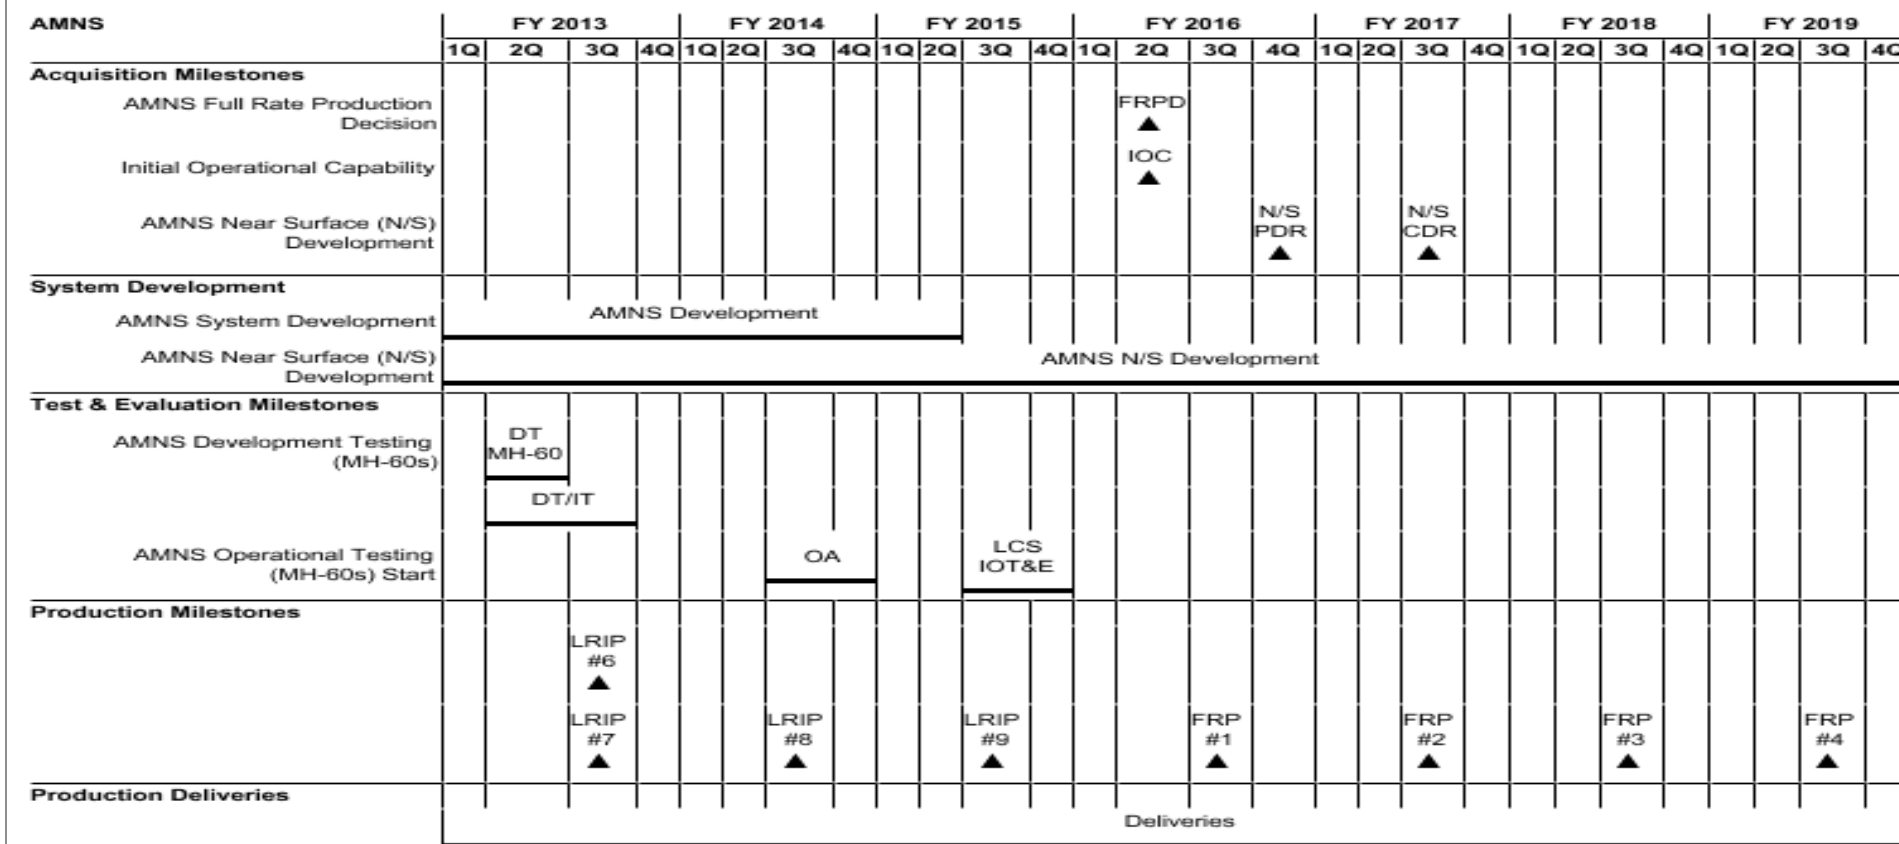 AMNS FY 2013 FY 2014 FY 2015 FY 2016 FY 2017 FY 2018 FY 2019
1Q 2Q 3Q 4Q 1Q 2Q 3Q 4Q 1Q 2Q 3Q 4Q 1Q 2Q 3Q 4Q 1Q 2Q 3Q 4Q 1Q 2Q 3Q 4Q 1Q 2Q 3Q 4Q
Acquisition Milestones
AMNS Full Rate Production
Decision
FRPD
Initial Operational Capability
IOC
AMNS Near Surface (N/S)
Development
N/S
PDR
N/S
CDR
System Development
AMNS System Development
AMNS Development
AMNS Near Surface (N/S)
Development
AMNS N/S Development
Test & Evaluation Milestones
AMNS Development Testing
(MH-60s)
DT
MH-60
DT/IT
AMNS Operational Testing
(MH-60s) Start
OA
LCS
IOT&E
Production Milestones
LRIP
#6
LRIP
#7
LRIP
#8
LRIP
#9
FRP
#1
FRP
#2
FRP
#3
FRP
#4
Production Deliveries
Deliveries